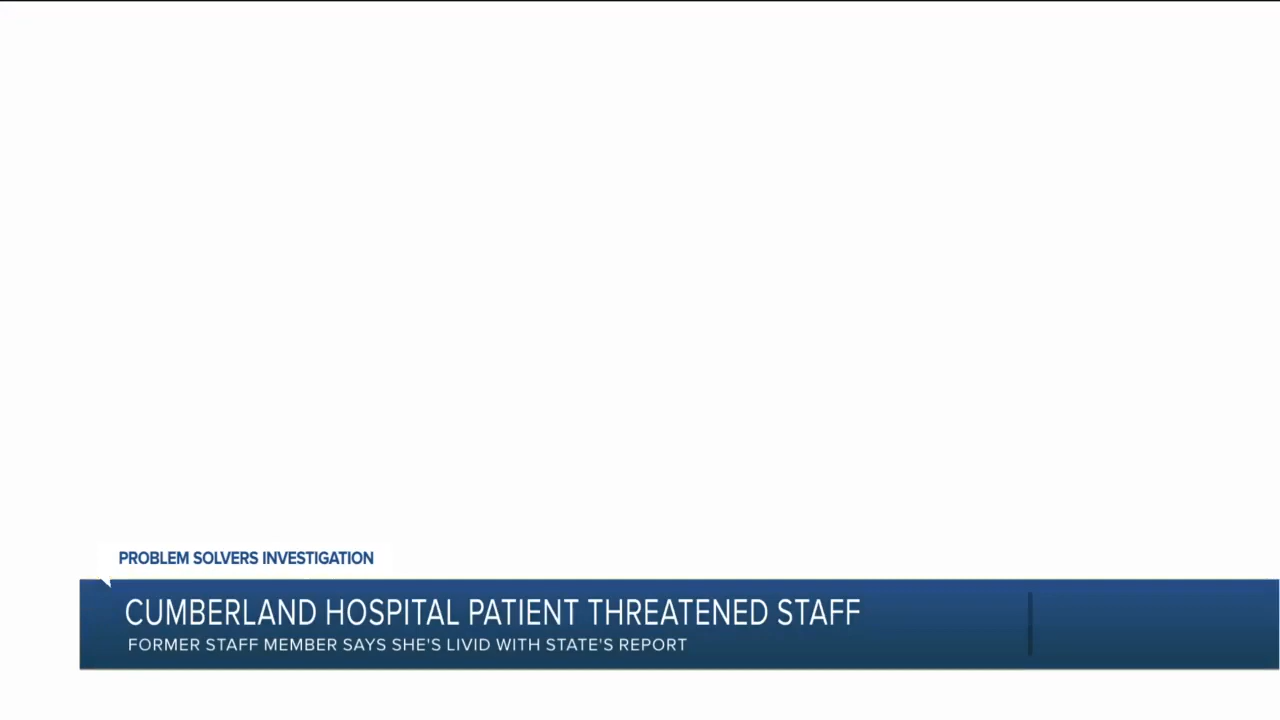 PROBLEM SOLVERS INVESTIGATION
CUMBERLAND HOSPITAL PATIENT THREATENED STAFF
FORMER STAFF MEMBER SAYS SHE'S LIVID WITH STATE'S REPORT